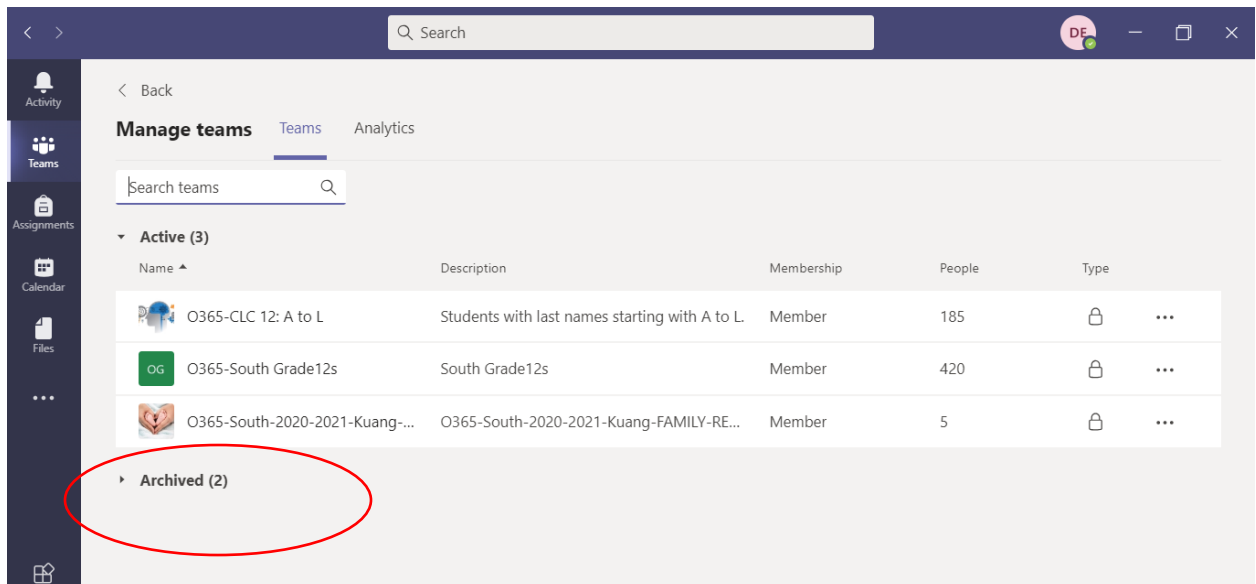 Search
DE
Activity
Teams
Assignments
Calendar
Files
Back
Manage teams Teams Analytics
Search teams
Active (3)
Name Description Membership People Type
O365-CLC 12: A to L Students with last names starting with A to L. Member 185
OG O365-South Grade12s South Grade12s Member 420
O365-South-2020-2021-Kuang-... O365-South-2020-2021-Kuang-FAMILY-RE... Member 5
Archived (2)